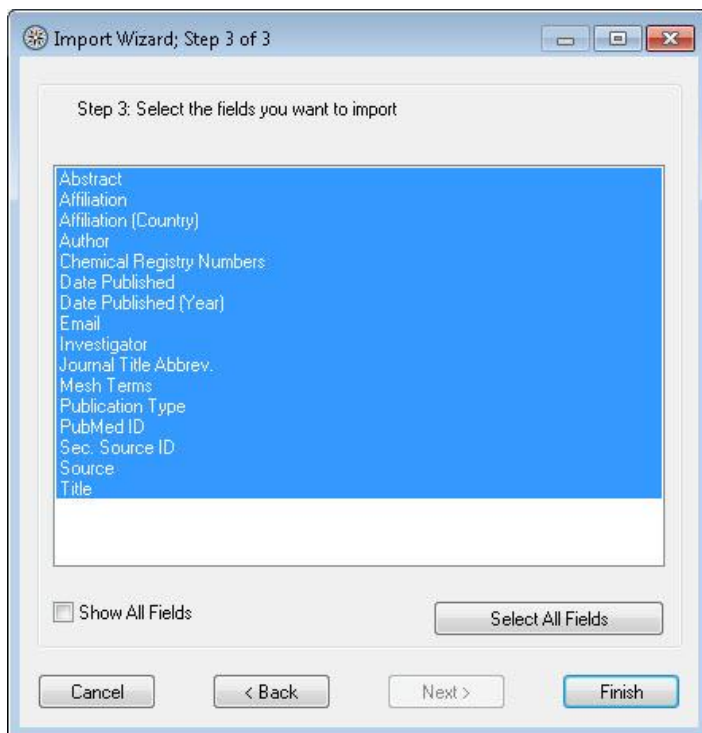 Import Wizard; Step 3 of 3
Step 3: Select the fields you want to import
Abstract
Affiliation
Affiliation (Country)
Author
Chemical Registry Numbers
Date Published
Date Published (Year)
Email
Investigator
Journal Title Abbrev.
Mesh Terms
Publication Type
PubMed ID
Sec. Source ID
Source
Title
Show All Fields
Select All Fields
Cancel
< Back
Next >
Finish